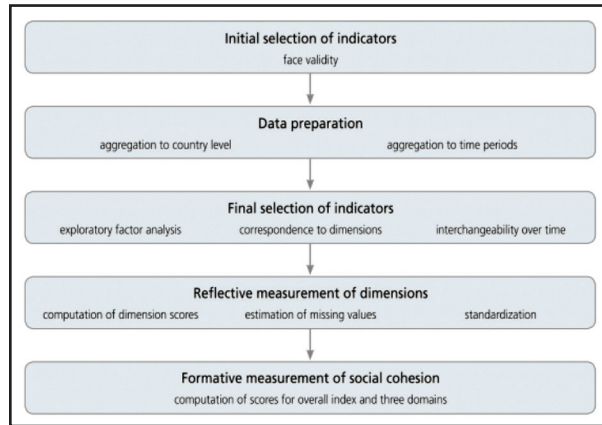 Initial selection of indicators
face validity
Data preparation
aggregation to country level aggregation to time periods
Final selection of indicators
exploratory factor analysis correspondence to dimensions interchangeability over time
Reflective measurement of dimensions
computation of dimension scores estimation of missing values standardization
Formative measurement of social cohesion
computation of scores for overall index and three domains